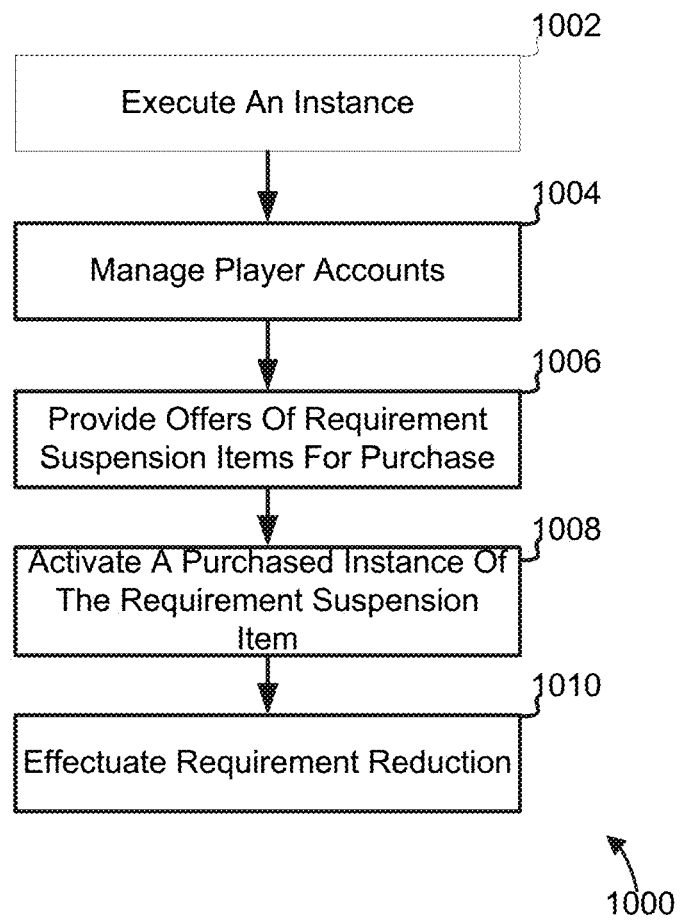 1002
Execute An Instance
1004
Manage Player Accounts
1006
Provide Offers Of Requirement
Suspension Items For Purchase
1008
Activate A Purchased Instance Of
The Requirement Suspension
Item
1010
Effectuate Requirement Reduction
1000